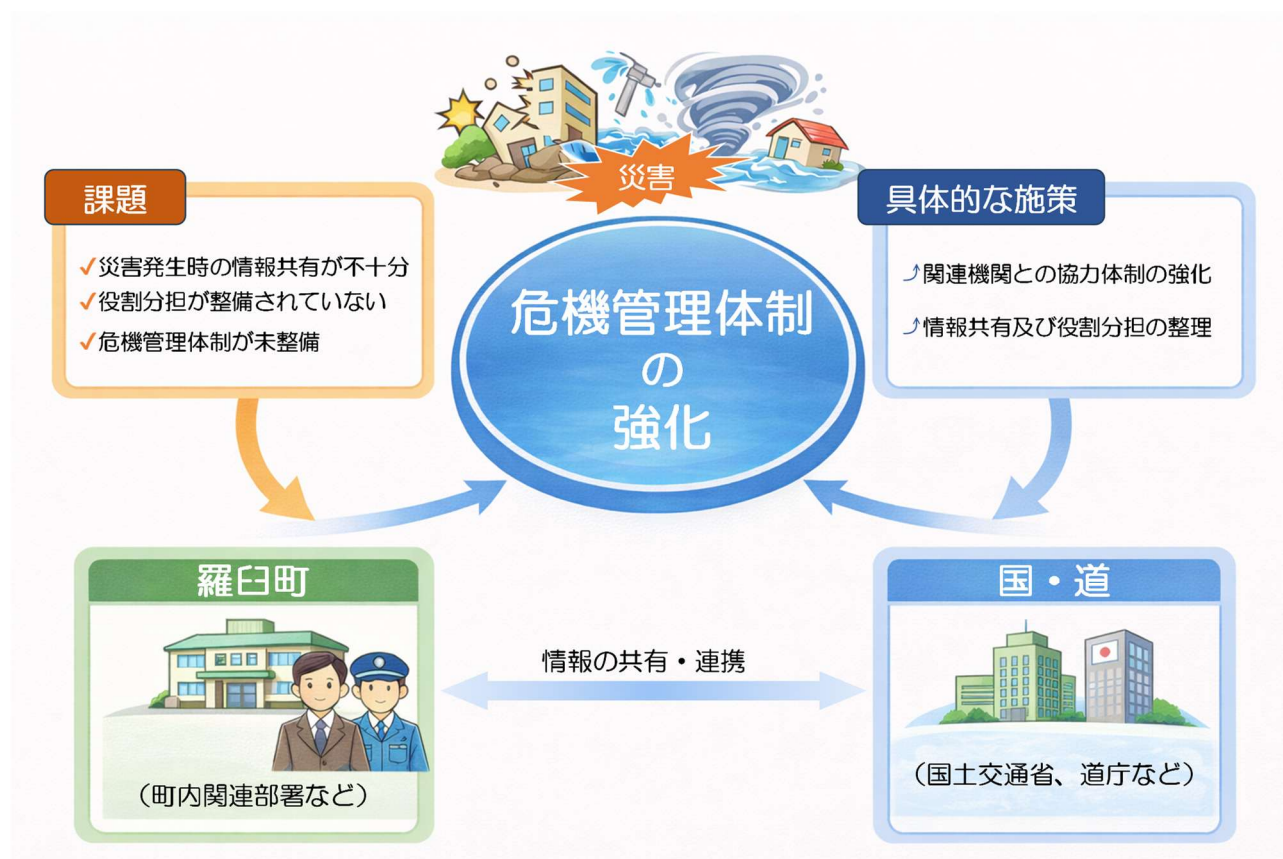 災害
課題
✓災害発生時の情報共有が不十分
✓役割分担が整備されていない
✓危機管理体制が未整備
具体的な施策
⤴関連機関との協力体制の強化
⤴情報共有及び役割分担の整理
危機管理体制
の
強化
羅臼町
(町内関連部署など)
情報の共有・連携
国・道
(国土交通省、道庁など)